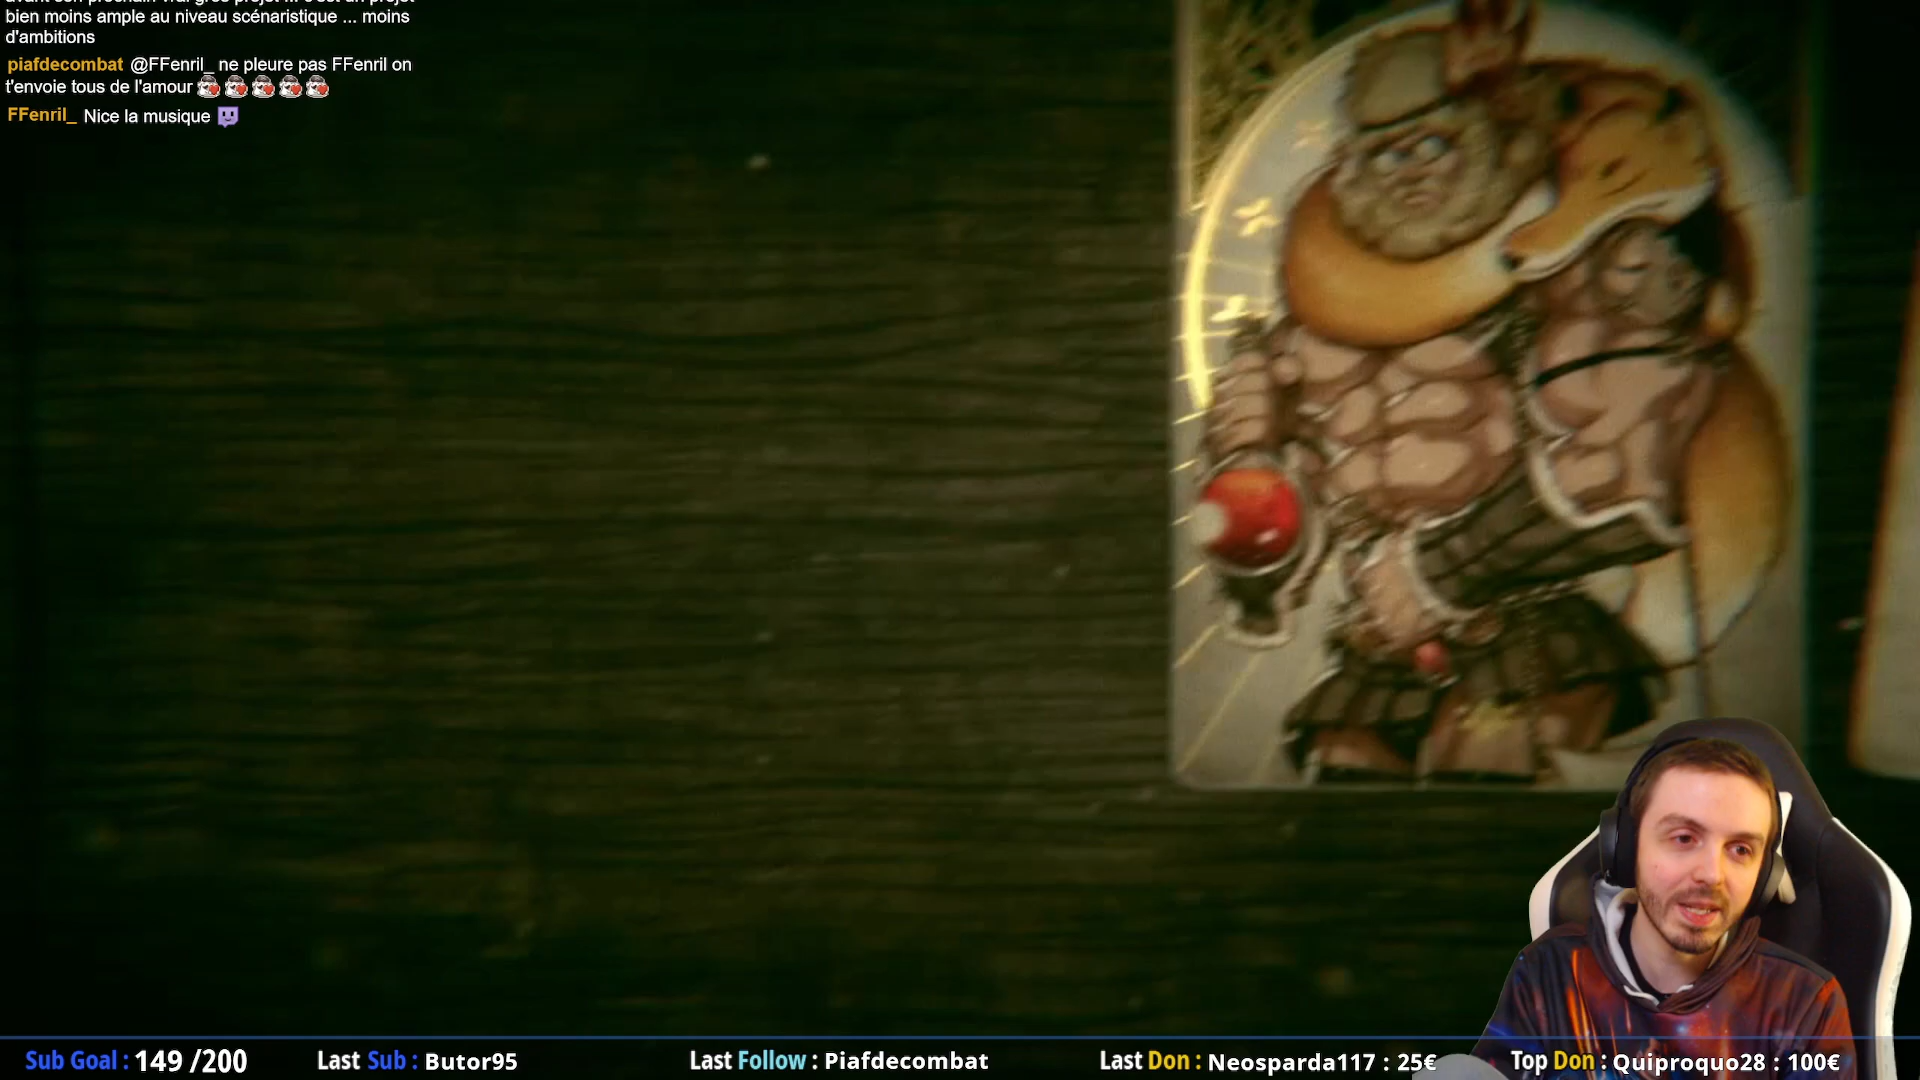 bien moins ample au niveau scénaristique ... moins
d'ambitions
piafdecombat @FFenril_ ne pleure pas FFenril on
t'envoie tous de l'amour
FFenril_ Nice la musique
Sub Goal : 149 /200
Last Sub : Butor95
Last Follow : Piafdecombat
Last Don : Neosparda117 : 25€
Top Don : Quiproquo28 : 100€